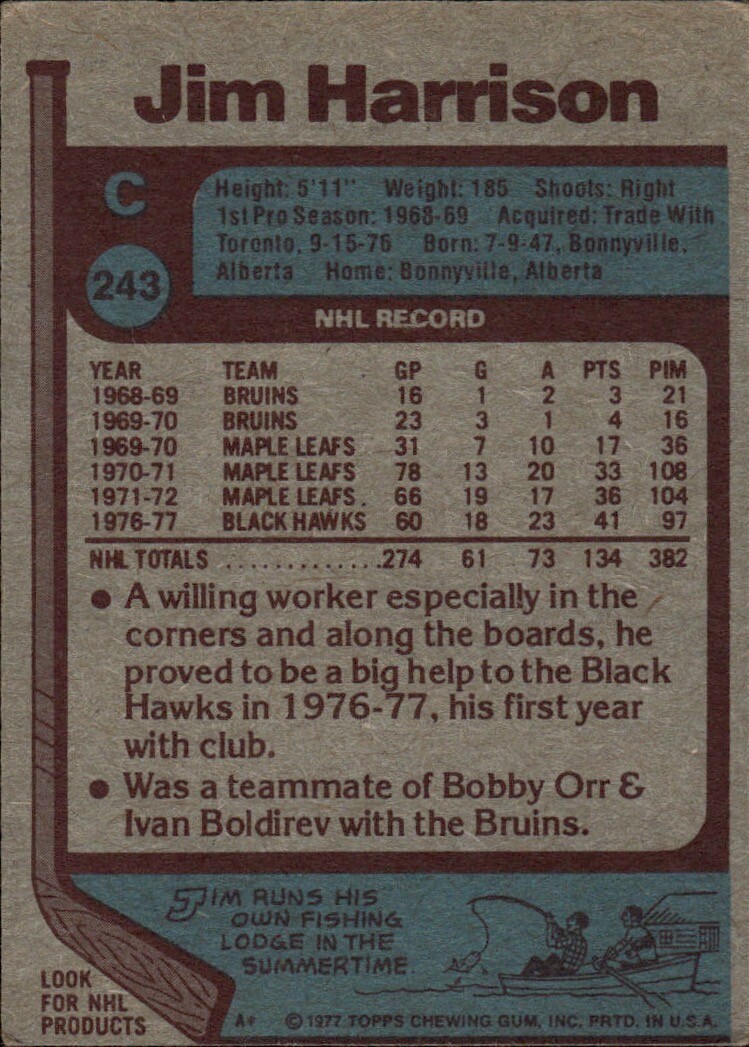 Jim Harrison
C
243
Height: 5'11" Weight: 185 Shoots: Right
1st Pro Season: 1968-69 Acquired: Trade With
Toronto, 9-15-76 Born: 7-9-47, Bonnyville,
Alberta Home: Bonnyville, Alberta
NHL RECORD
YEAR TEAM GP G A PTS PIM
1968-69 BRUINS 16 1 2 3 21
1969-70 BRUINS 23 3 1 4 16
1969-70 MAPLE LEAFS 31 7 10 17 36
1970-71 MAPLE LEAFS 78 13 20 33 108
1971-72 MAPLE LEAFS. 66 19 17 36 104
1976-77 BLACK HAWKS 60 18 23 41 97
NHL TOTALS .............274 61 73 134 382
● A willing worker especially in the
corners and along the boards, he
proved to be a big help to the Black
Hawks in 1976-77, his first year
with club.
● Was a teammate of Bobby Orr &
Ivan Boldirev with the Bruins.
JIM RUNS HIS
OWN FISHING
LODGE IN THE
SUMMERTIME.
LOOK
FOR NHL
PRODUCTS
A+ © 1977 TOPPS CHEWING GUM, INC. PRTD. IN U.S.A.